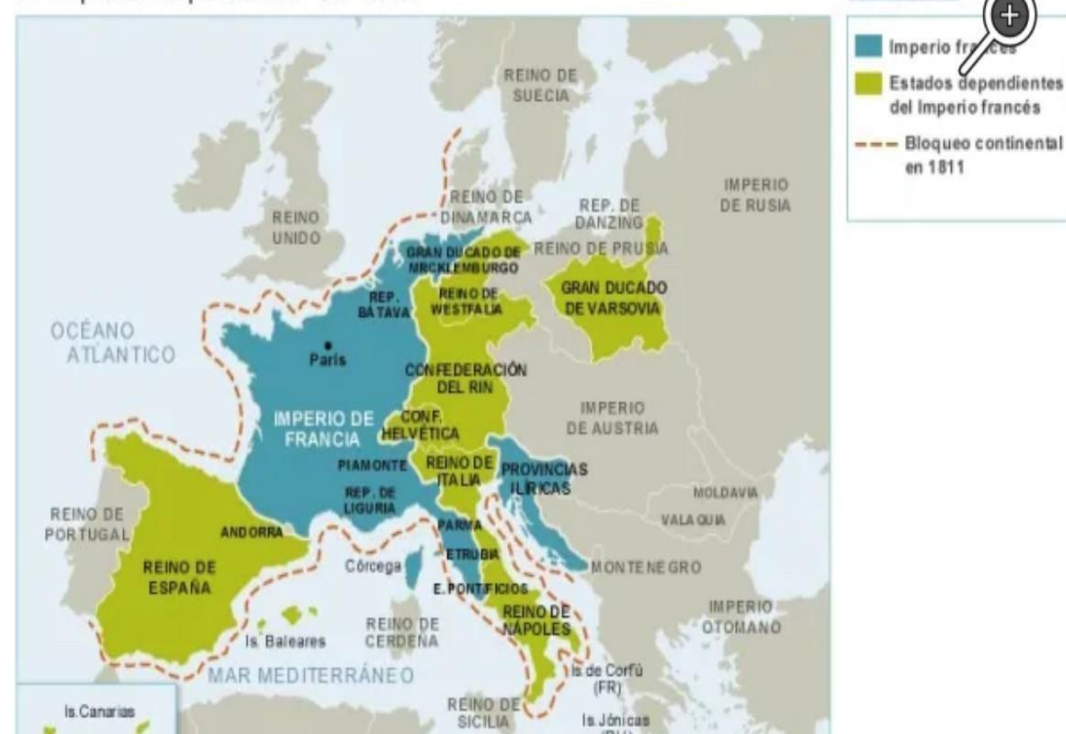 Imperio francés
Estados dependientes
del Imperio francés
Bloqueo continental
en 1811
REINO DE
SUECIA
IMPERIO
DE RUSIA
REINO DE
DINAMARCA
REP. DE
DANZING
REINO
UNIDO
GRAN DUCADO DE
MRCKLEMBURGO
REINO DE PRUSIA
REP.
BÁTAVA
REINO DE
WESTFALIA
GRAN DUCADO
DE VARSOVIA
OCÉANO
ATLÁNTICO
París
CONFEDERACIÓN
DEL RIN
IMPERIO DE
FRANCIA
CONF.
HELVÉTICA
IMPERIO
DE AUSTRIA
PIAMONTE
REINO DE
ITALIA
PROVINCIAS
ILÍRICAS
REP. DE
LIGURIA
MOLDAVIA
VALAQUIA
REINO DE
PORTUGAL
ANDORRA
PARMA
ETRUBIA
REINO DE
ESPAÑA
Córcega
MONTENEGRO
E. PONTIFICIOS
REINO DE
NÁPOLES
IMPERIO
OTOMANO
Is. Baleares
REINO DE
CERDEÑA
MAR MEDITERRÁNEO
Is. de Corfú
(FR)
Is. Canarias
REINO DE
SICILIA
Is. Jónicas